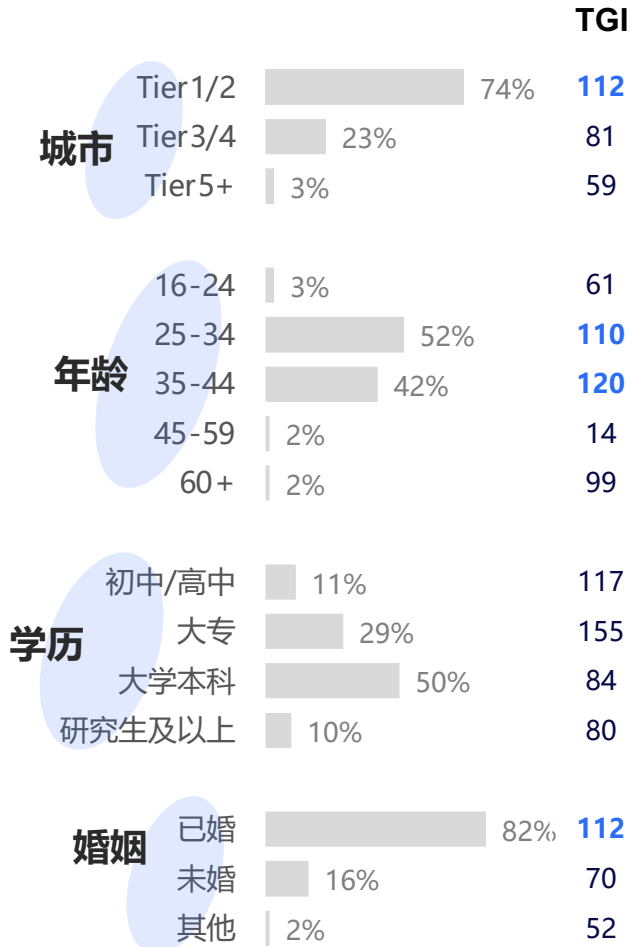 TGI
城市
Tier1/2 74% 112
Tier3/4 23% 81
Tier5+ 3% 59
年龄
16-24 3% 61
25-34 52% 110
35-44 42% 120
45-59 2% 14
60+ 2% 99
学历
初中/高中 11% 117
大专 29% 155
大学本科 50% 84
研究生及以上 10% 80
婚姻
已婚 82% 112
未婚 16% 70
其他 2% 52